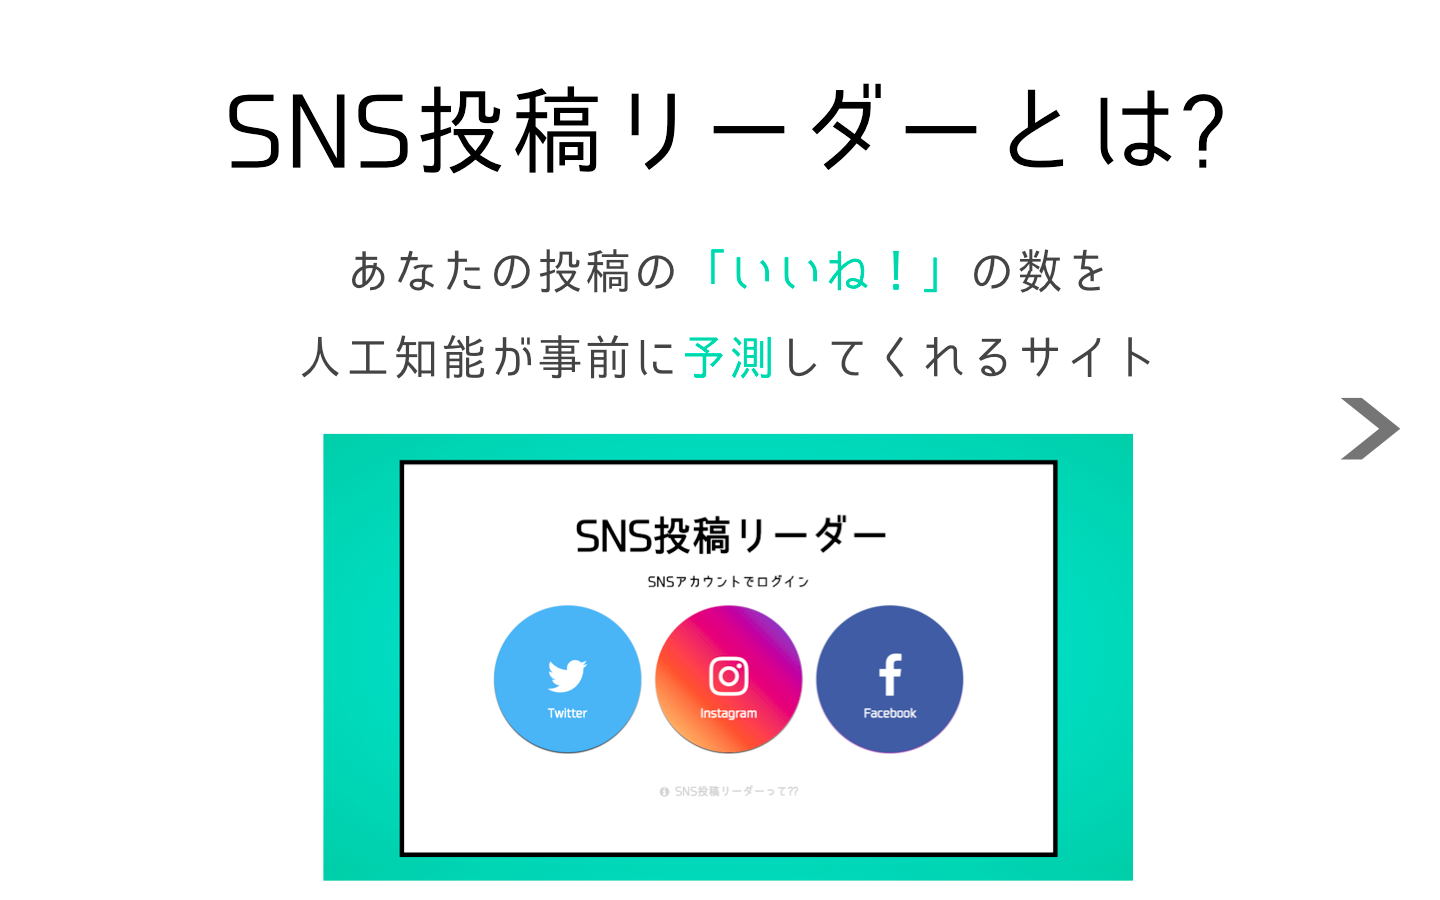 SNS投稿リーダーとは?
あなたの投稿の「いいね！」の数を
人工知能が事前に予測してくれるサイト
SNS投稿リーダー
SNSアカウントでログイン
Twitter
Instagram
Facebook
SNS投稿リーダーって??